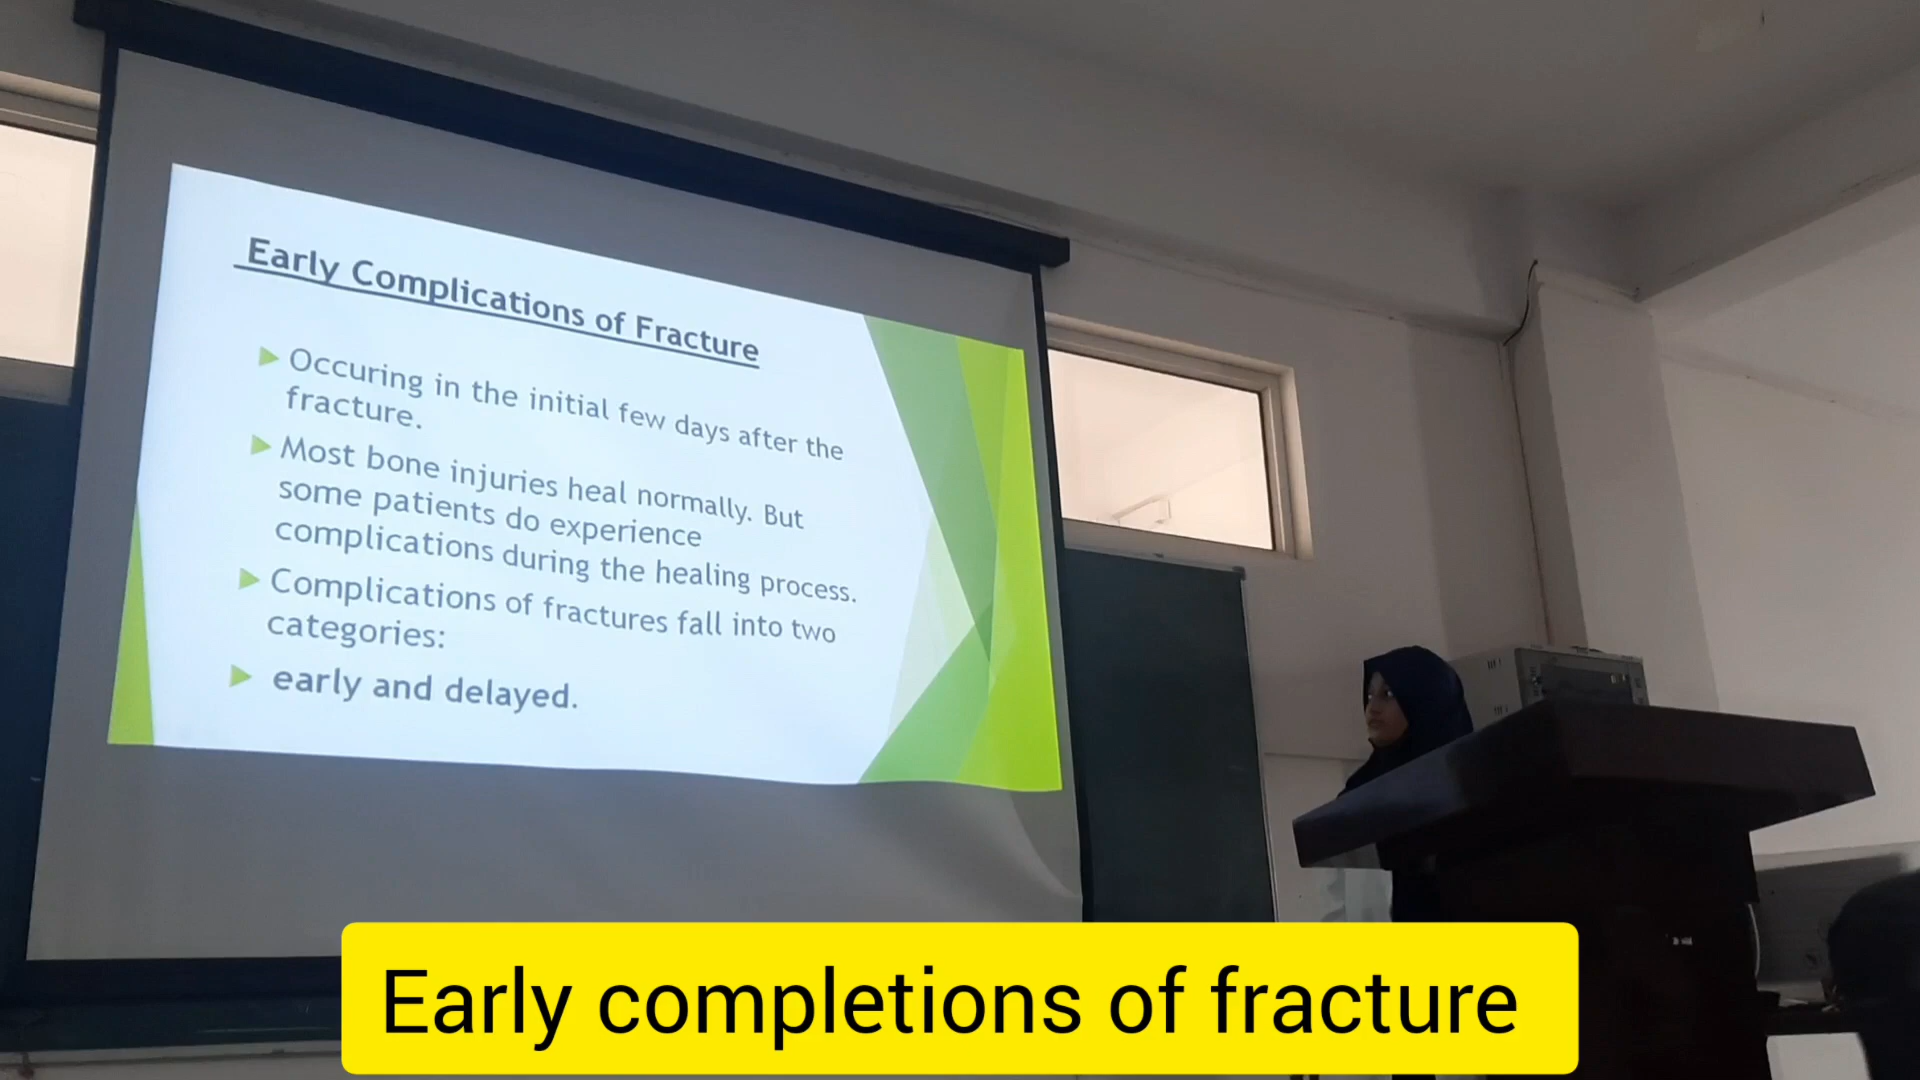 Early Complications of Fracture
Occuring in the initial few days after the
fracture.
Most bone injuries heal normally. But
some patients do experience
complications during the healing process.
Complications of fractures fall into two
categories:
early and delayed.
Early completions of fracture